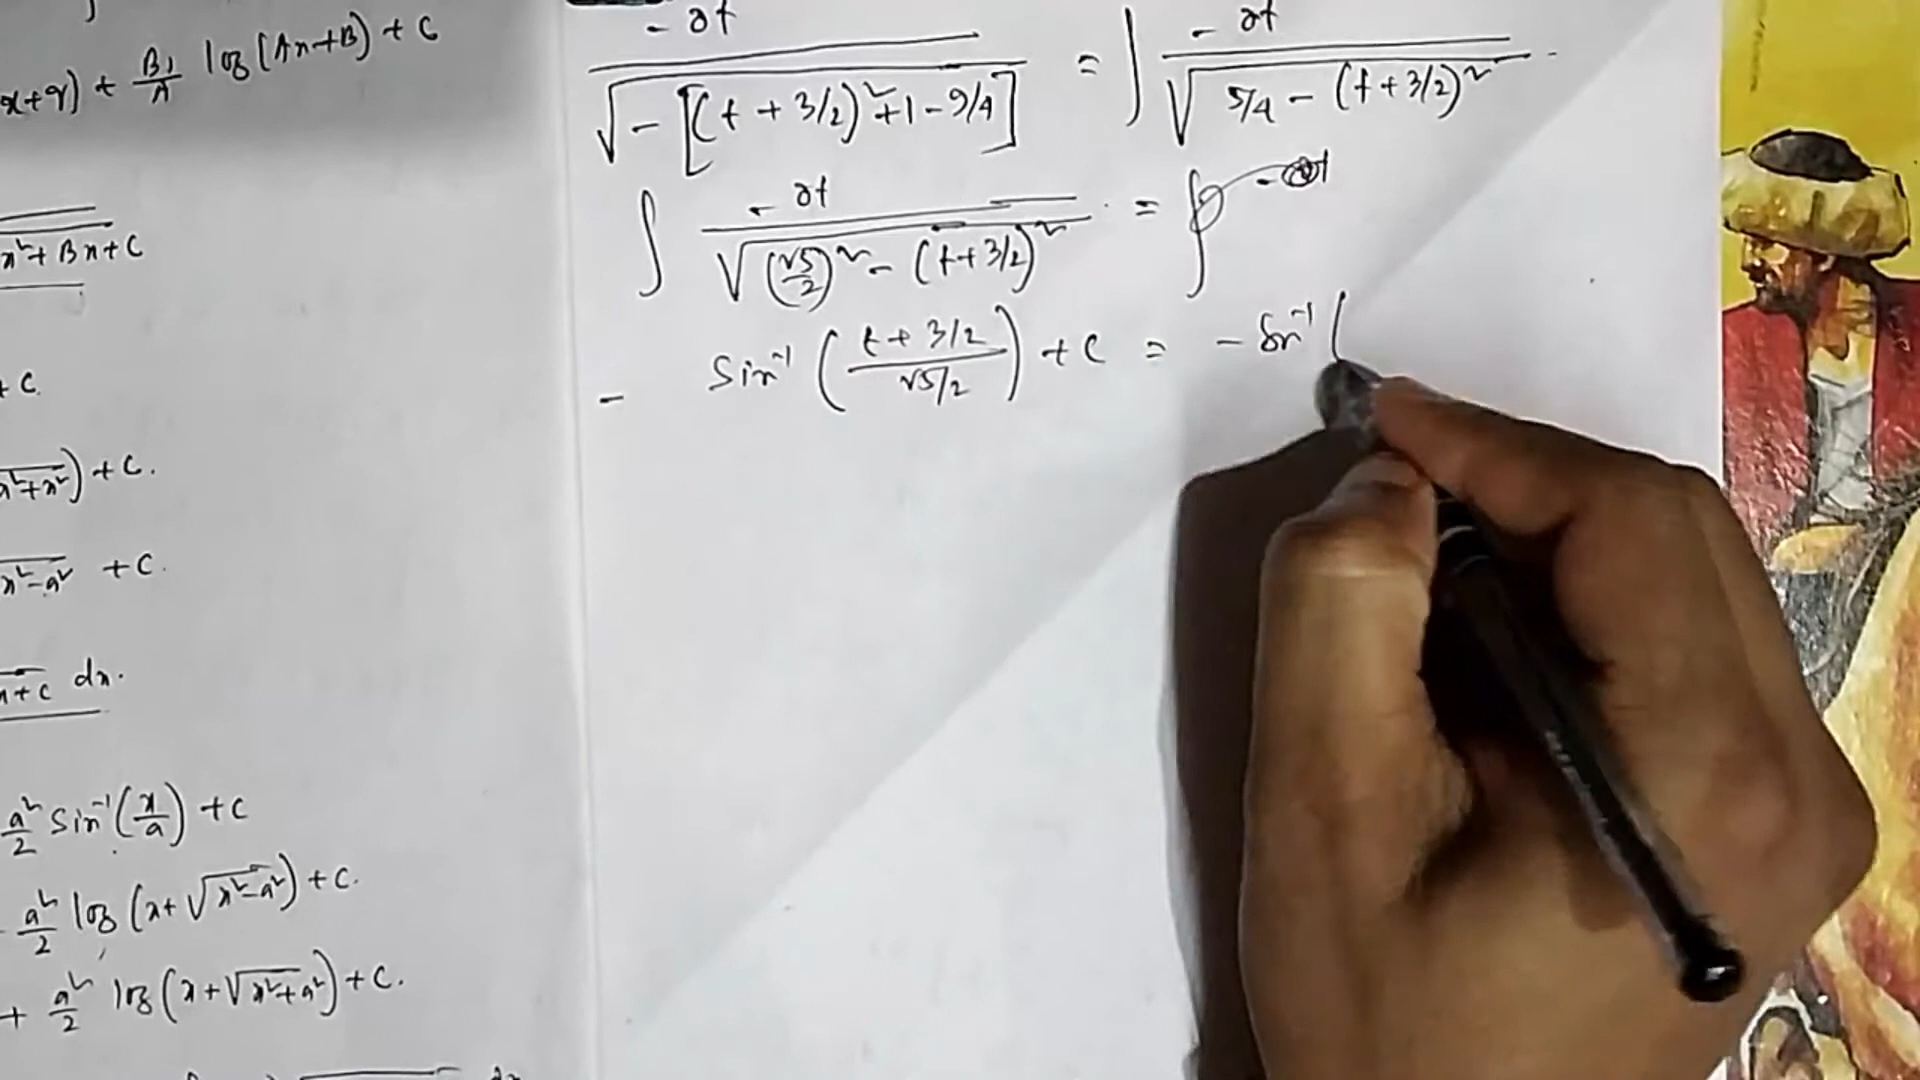 x+q) + B1/A log (Ax+B) + C
x² + Bx + C
+ C
a²+x²) + C.
x²-a² + C.
x+c dx.
a²/2 Sin⁻¹(x/a) + C
a²/2 log (x+√x²-a²) + C.
+ a²/2 log (x+√x²+a²) + C.
dx
-dt / √-[(t+3/2)²+1-9/4] = ∫ -dt / √5/4-(t+3/2)²
∫ -dt / √(√5/2)²-(t+3/2)² = ∫
- Sin⁻¹ (t+3/2 / √5/2) + C = - Sin⁻¹ (